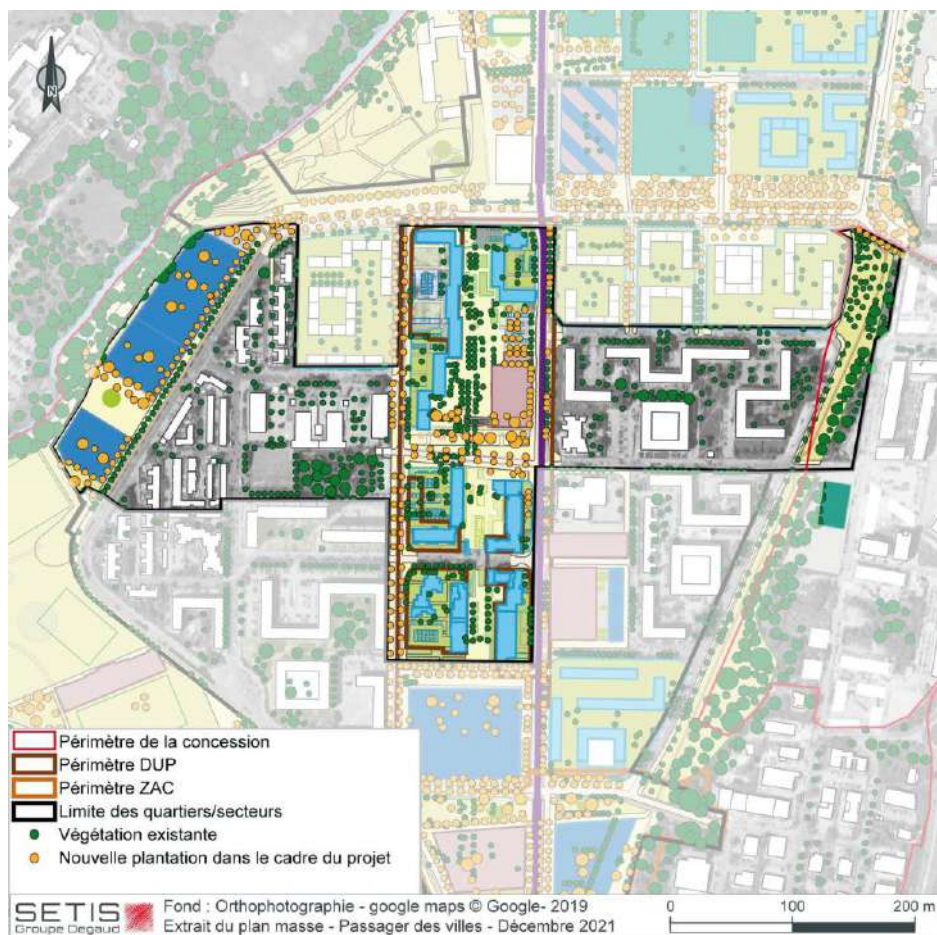 N
Périmètre de la concession
Périmètre DUP
Périmètre ZAC
Limite des quartiers/secteurs
Végétation existante
Nouvelle plantation dans le cadre du projet
SETIS
Groupe Degaud
Fond : Orthophotographie - google maps © Google- 2019
Extrait du plan masse - Passager des villes - Décembre 2021
0 100 200 m